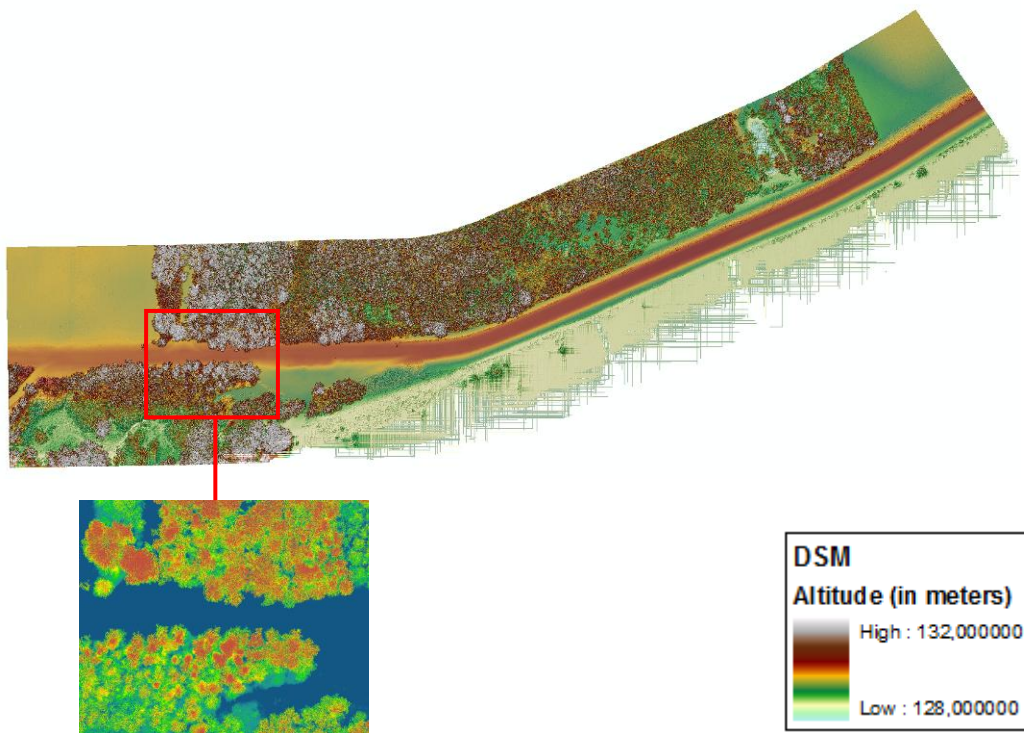 DSM
Altitude (in meters)
High : 132,000000
Low : 128,000000